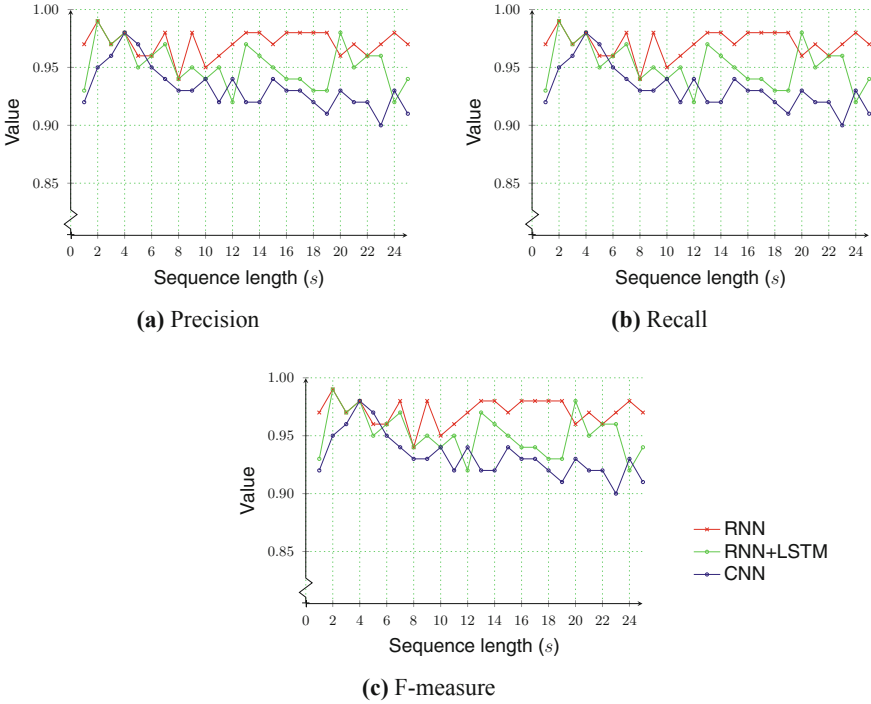 1.00
0.95
0.90
0.85
Value
0 2 4 6 8 10 12 14 16 18 20 22 24
Sequence length (s)
(a) Precision
1.00
0.95
0.90
0.85
Value
0 2 4 6 8 10 12 14 16 18 20 22 24
Sequence length (s)
(b) Recall
1.00
0.95
0.90
0.85
Value
0 2 4 6 8 10 12 14 16 18 20 22 24
Sequence length (s)
(c) F-measure
RNN
RNN+LSTM
CNN